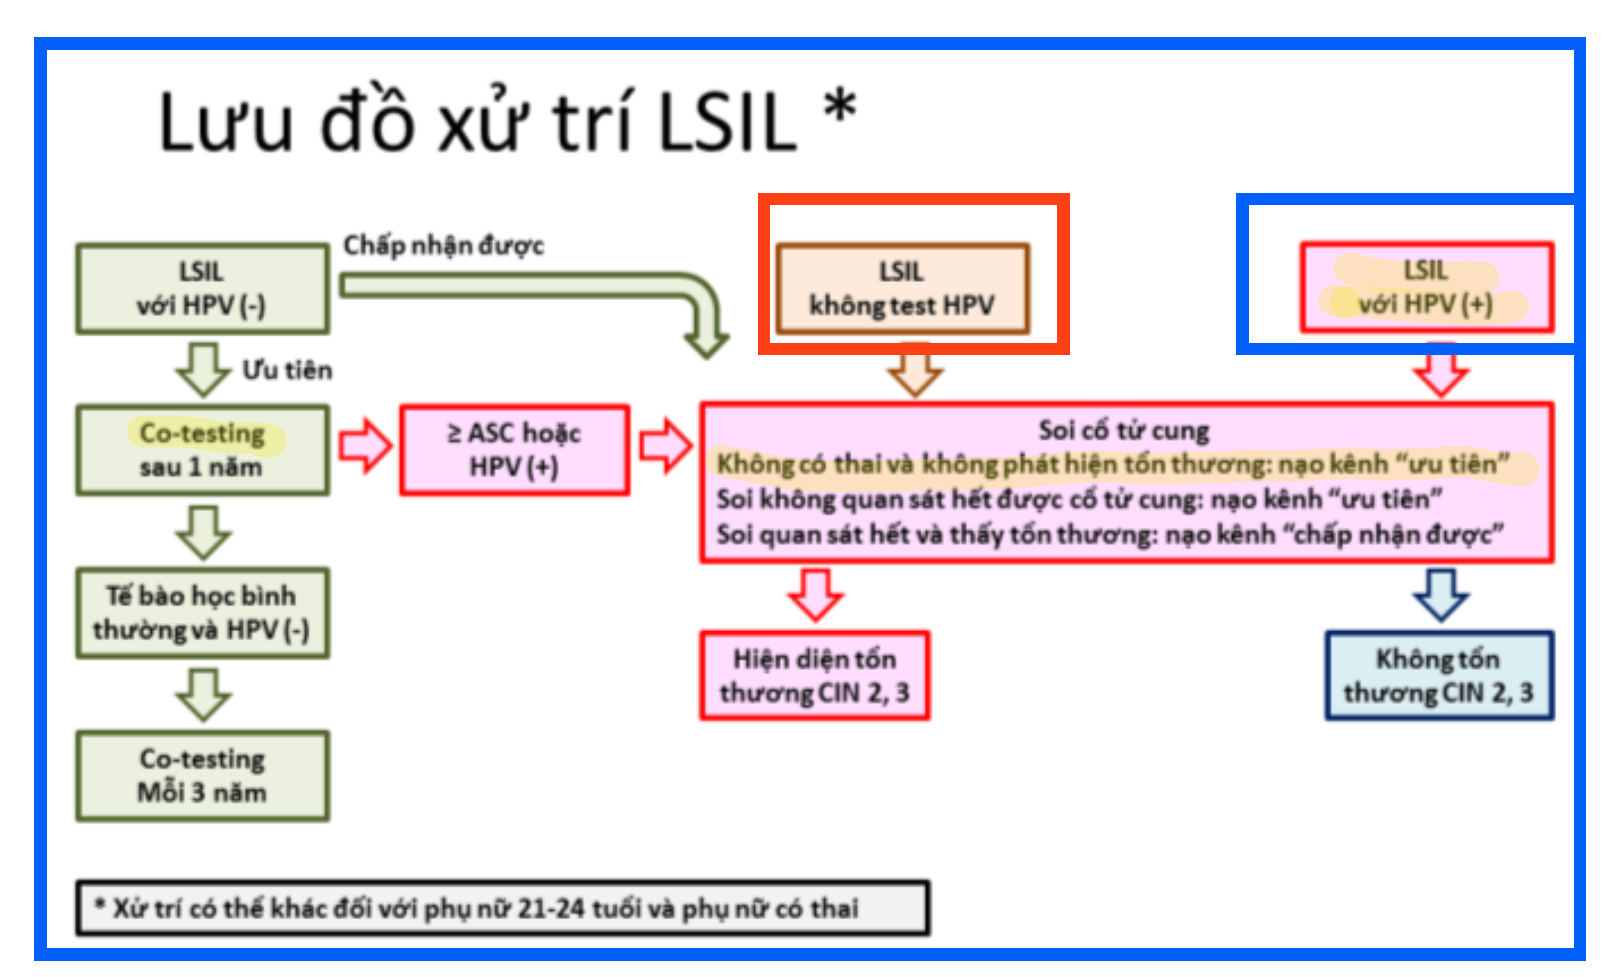 Lưu đồ xử trí LSIL *
Chấp nhận được
LSIL
với HPV (-)
LSIL
không test HPV
LSIL
với HPV (+)
Ưu tiên
Co-testing
sau 1 năm
≥ ASC hoặc
HPV (+)
Soi cổ tử cung
Không có thai và không phát hiện tổn thương: nạo kênh “ưu tiên”
Soi không quan sát hết được cổ tử cung: nạo kênh “ưu tiên”
Soi quan sát hết và thấy tổn thương: nạo kênh “chấp nhận được”
Tế bào học bình
thường và HPV (-)
Hiện diện tổn
thương CIN 2, 3
Không tổn
thương CIN 2, 3
Co-testing
Mỗi 3 năm
* Xử trí có thể khác đối với phụ nữ 21-24 tuổi và phụ nữ có thai